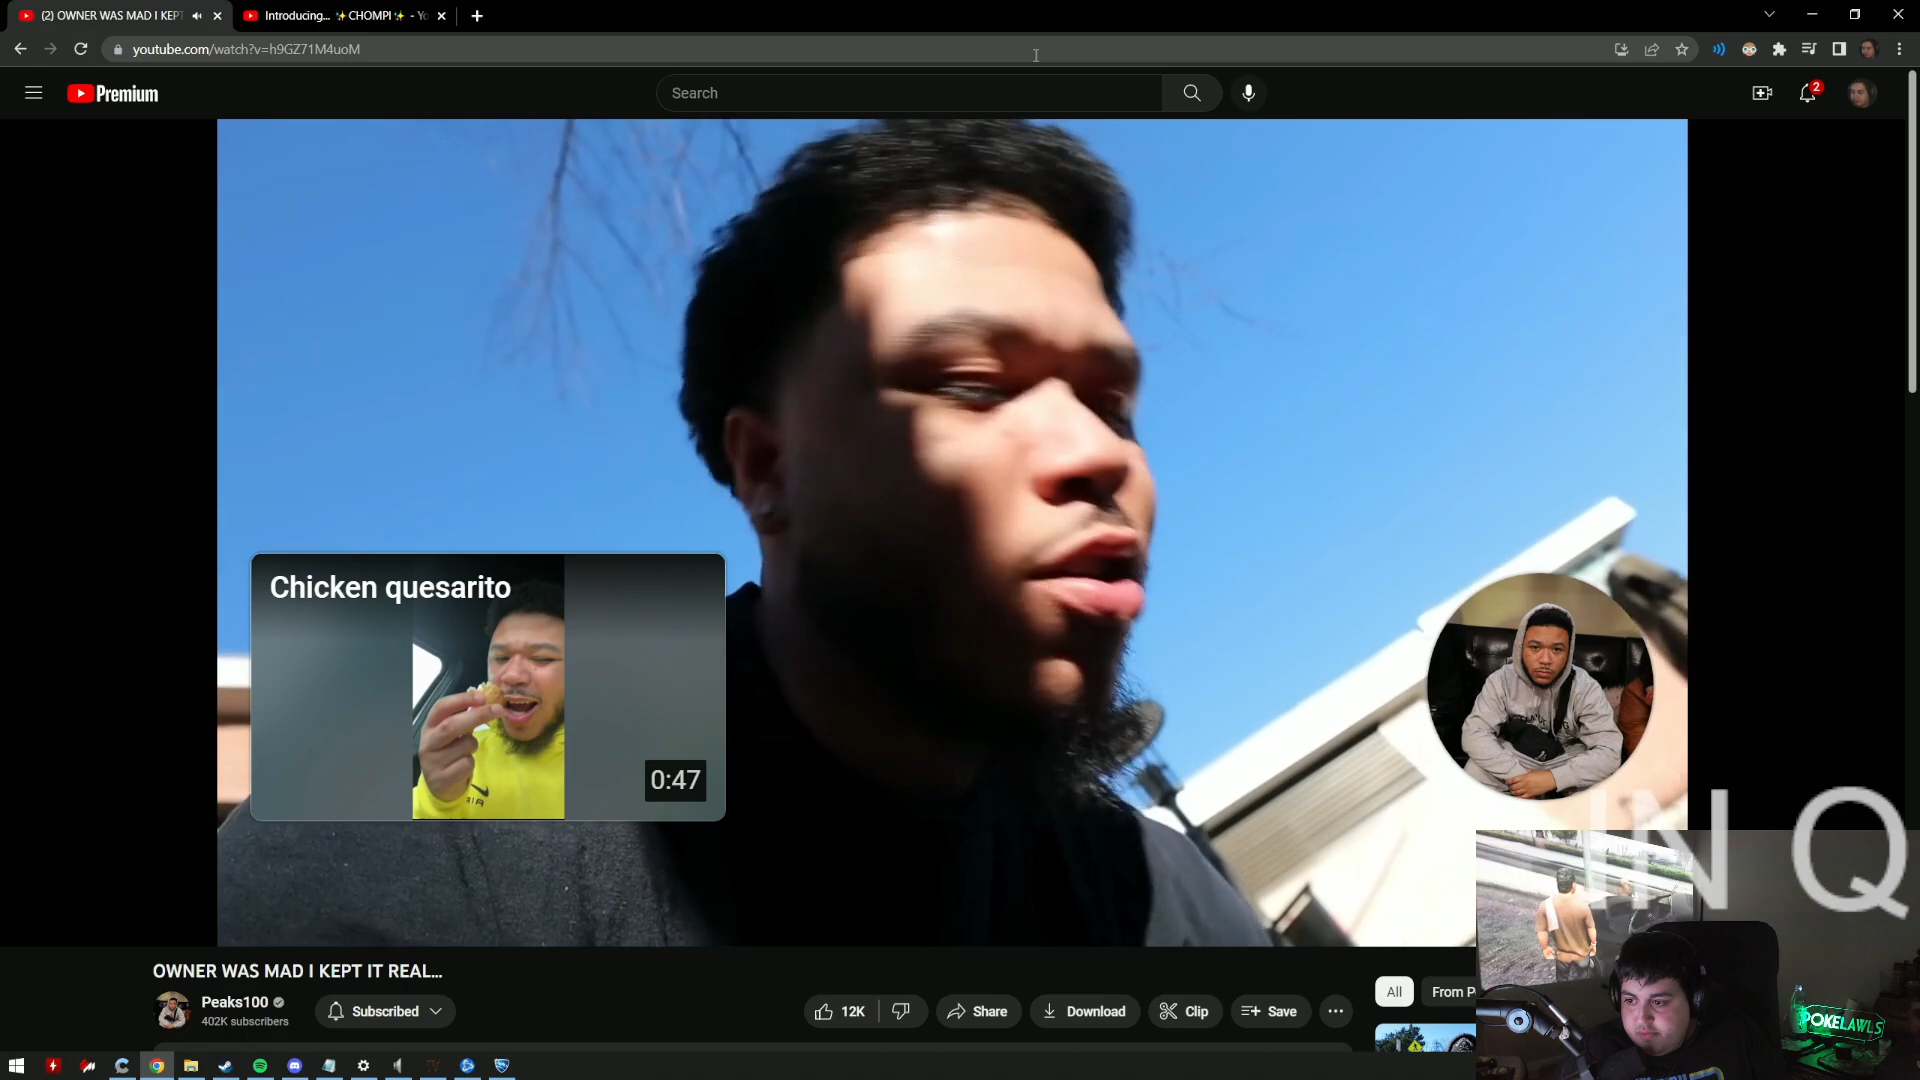 (2) OWNER WAS MAD I KEPT
Introducing... ✨CHOMPI✨ - Yo
youtube.com/watch?v=h9GZ71M4uoM
Premium
Search
2
Chicken quesarito
0:47
IN Q
OWNER WAS MAD I KEPT IT REAL...
Peaks100
402K subscribers
Subscribed
12K
Share
Download
Clip
Save
All
From P
POKELAWLS